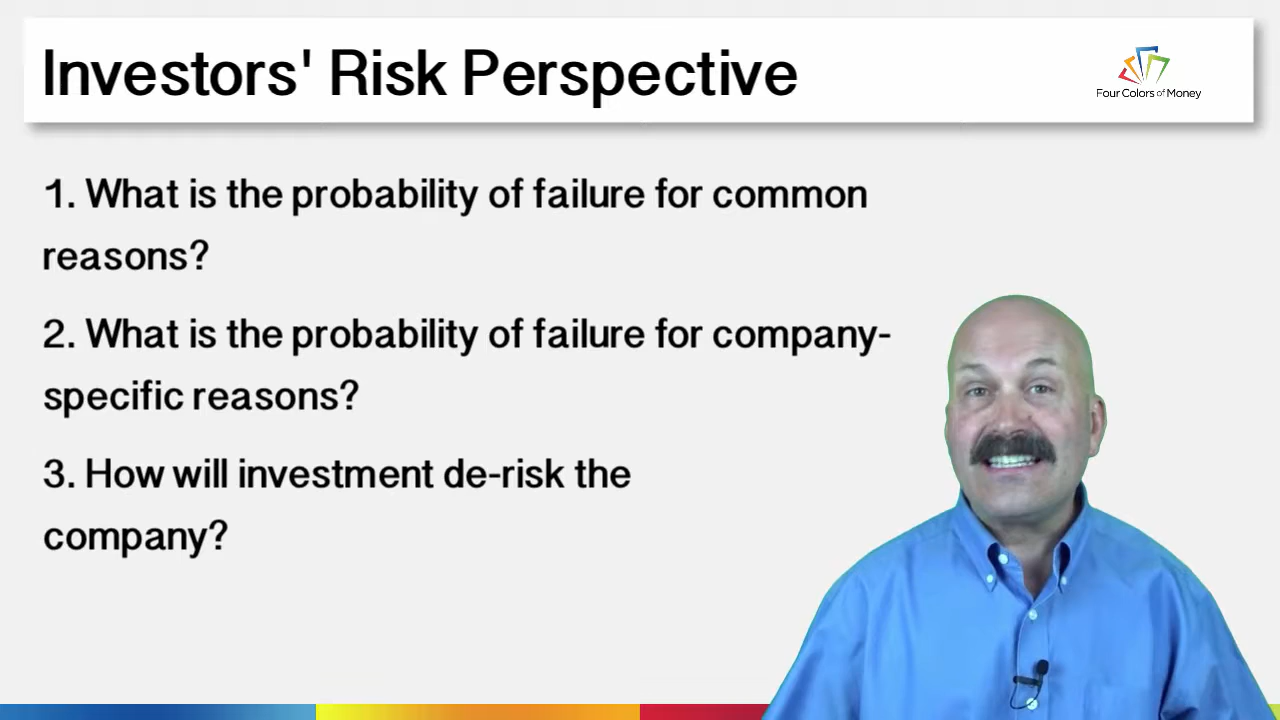 Investors' Risk Perspective
Four Colors of Money
1. What is the probability of failure for common
reasons?
2. What is the probability of failure for company-
specific reasons?
3. How will investment de-risk the
company?